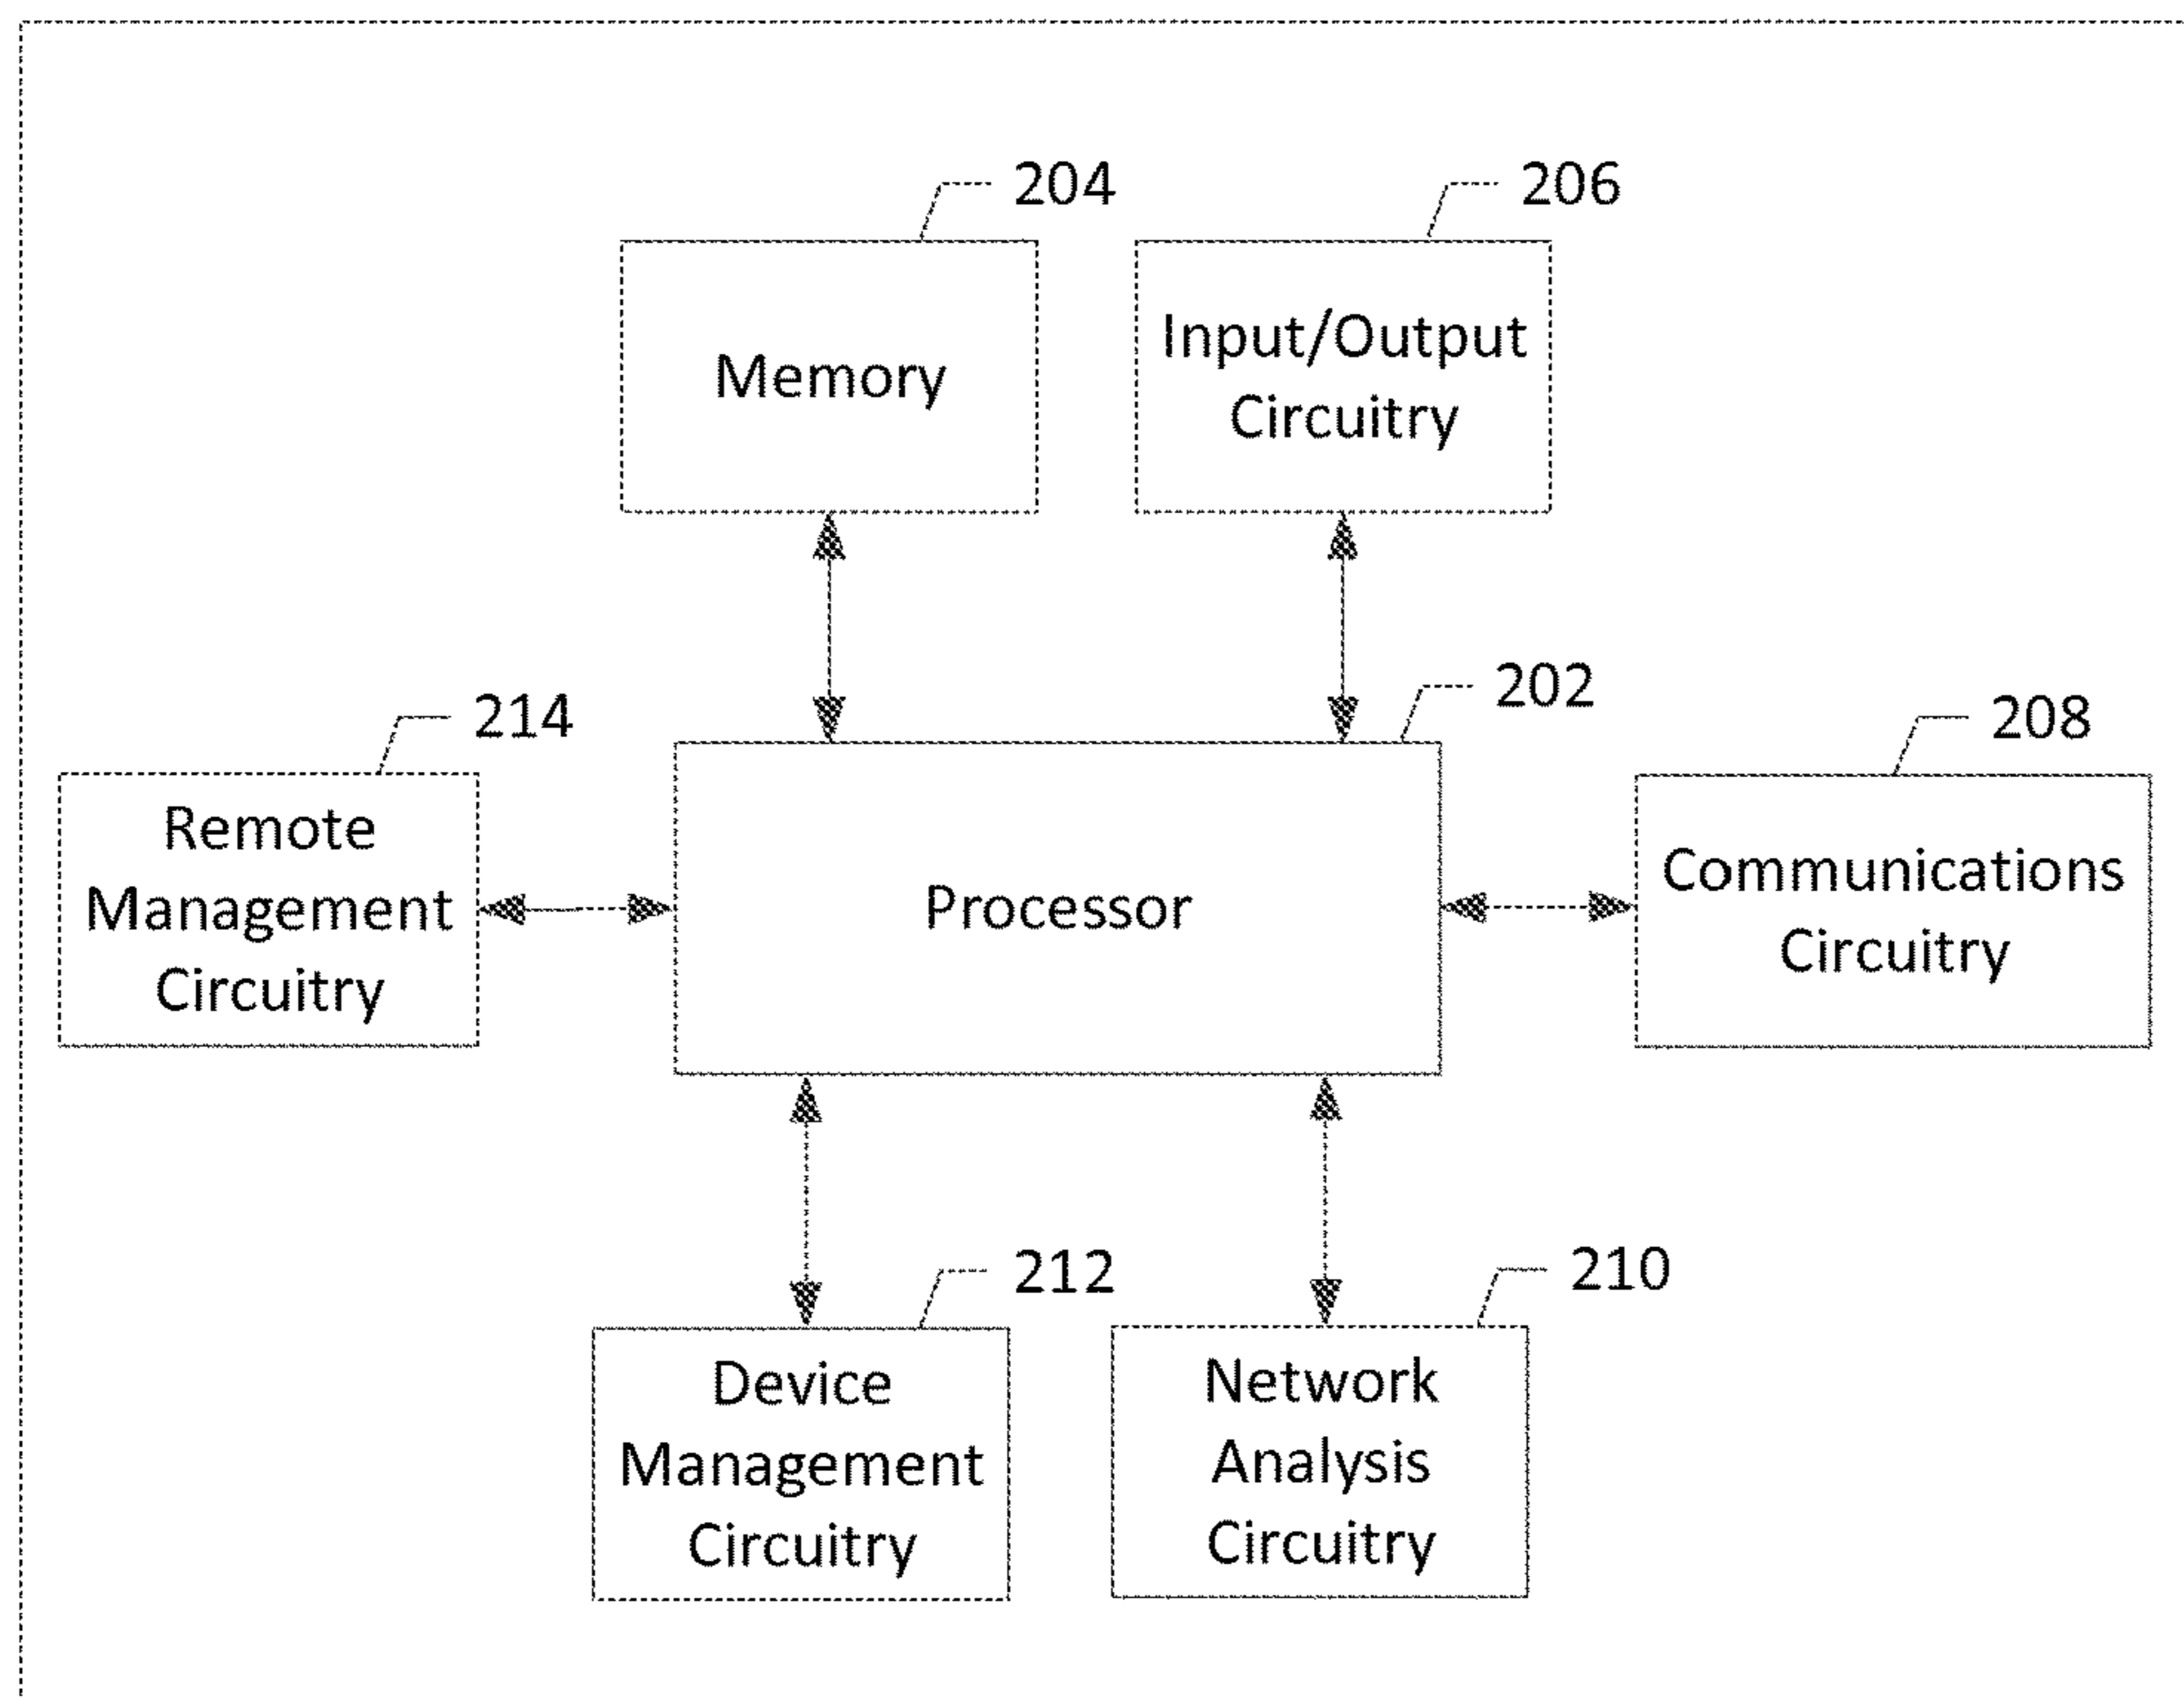 204
206
Memory
Input/Output
Circuitry
202
214
208
Remote
Management
Circuitry
Processor
Communications
Circuitry
212
210
Device
Management
Circuitry
Network
Analysis
Circuitry